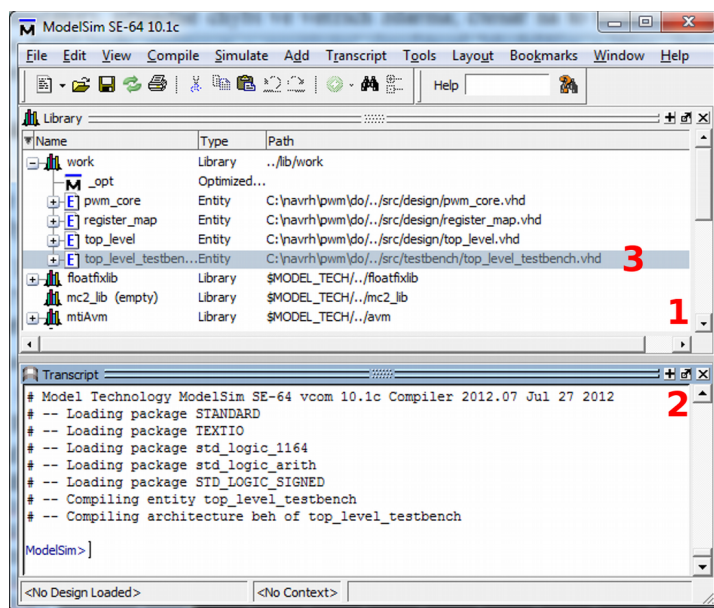 ModelSim SE-64 10.1c
File Edit View Compile Simulate Add Transcript Tools Layout Bookmarks Window Help
Help
Library
Name Type Path
work Library ../lib/work
_opt Optimized...
pwm_core Entity C:\navrh\pwm\do/../src/design/pwm_core.vhd
register_map Entity C:\navrh\pwm\do/../src/design/register_map.vhd
top_level Entity C:\navrh\pwm\do/../src/design/top_level.vhd
top_level_testben...Entity C:\navrh\pwm\do/../src/testbench/top_level_testbench.vhd 3
floatfixlib Library $MODEL_TECH/../floatfixlib
mc2_lib (empty) Library $MODEL_TECH/../mc2_lib
mtiAvm Library $MODEL_TECH/../avm 1
Transcript
# Model Technology ModelSim SE-64 vcom 10.1c Compiler 2012.07 Jul 27 2012 2
# -- Loading package STANDARD
# -- Loading package TEXTIO
# -- Loading package std_logic_1164
# -- Loading package std_logic_arith
# -- Loading package STD_LOGIC_SIGNED
# -- Compiling entity top_level_testbench
# -- Compiling architecture beh of top_level_testbench
ModelSim>
<No Design Loaded> <No Context>